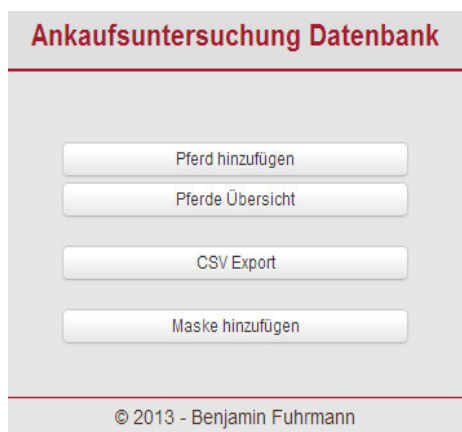 Ankaufsuntersuchung Datenbank
Pferd hinzufügen
Pferde Übersicht
CSV Export
Maske hinzufügen
© 2013 - Benjamin Fuhrmann